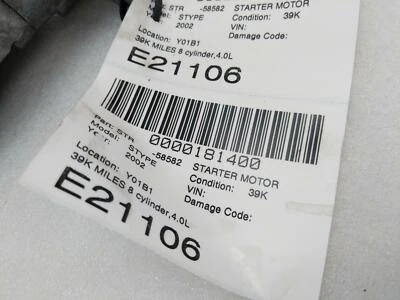 STR -58582 STARTER MOTOR
Model: STYPE Condition: 39K
2002 VIN:
Location: Y01B1 Damage Code:
39K MILES 8 cylinder,4.0L
E21106
0000181400
Part: STR -58582 STARTER MOTOR
Model: STYPE Condition: 39K
Year: 2002 VIN:
Location: Y01B1 Damage Code:
39K MILES 8 cylinder,4.0L
E21106